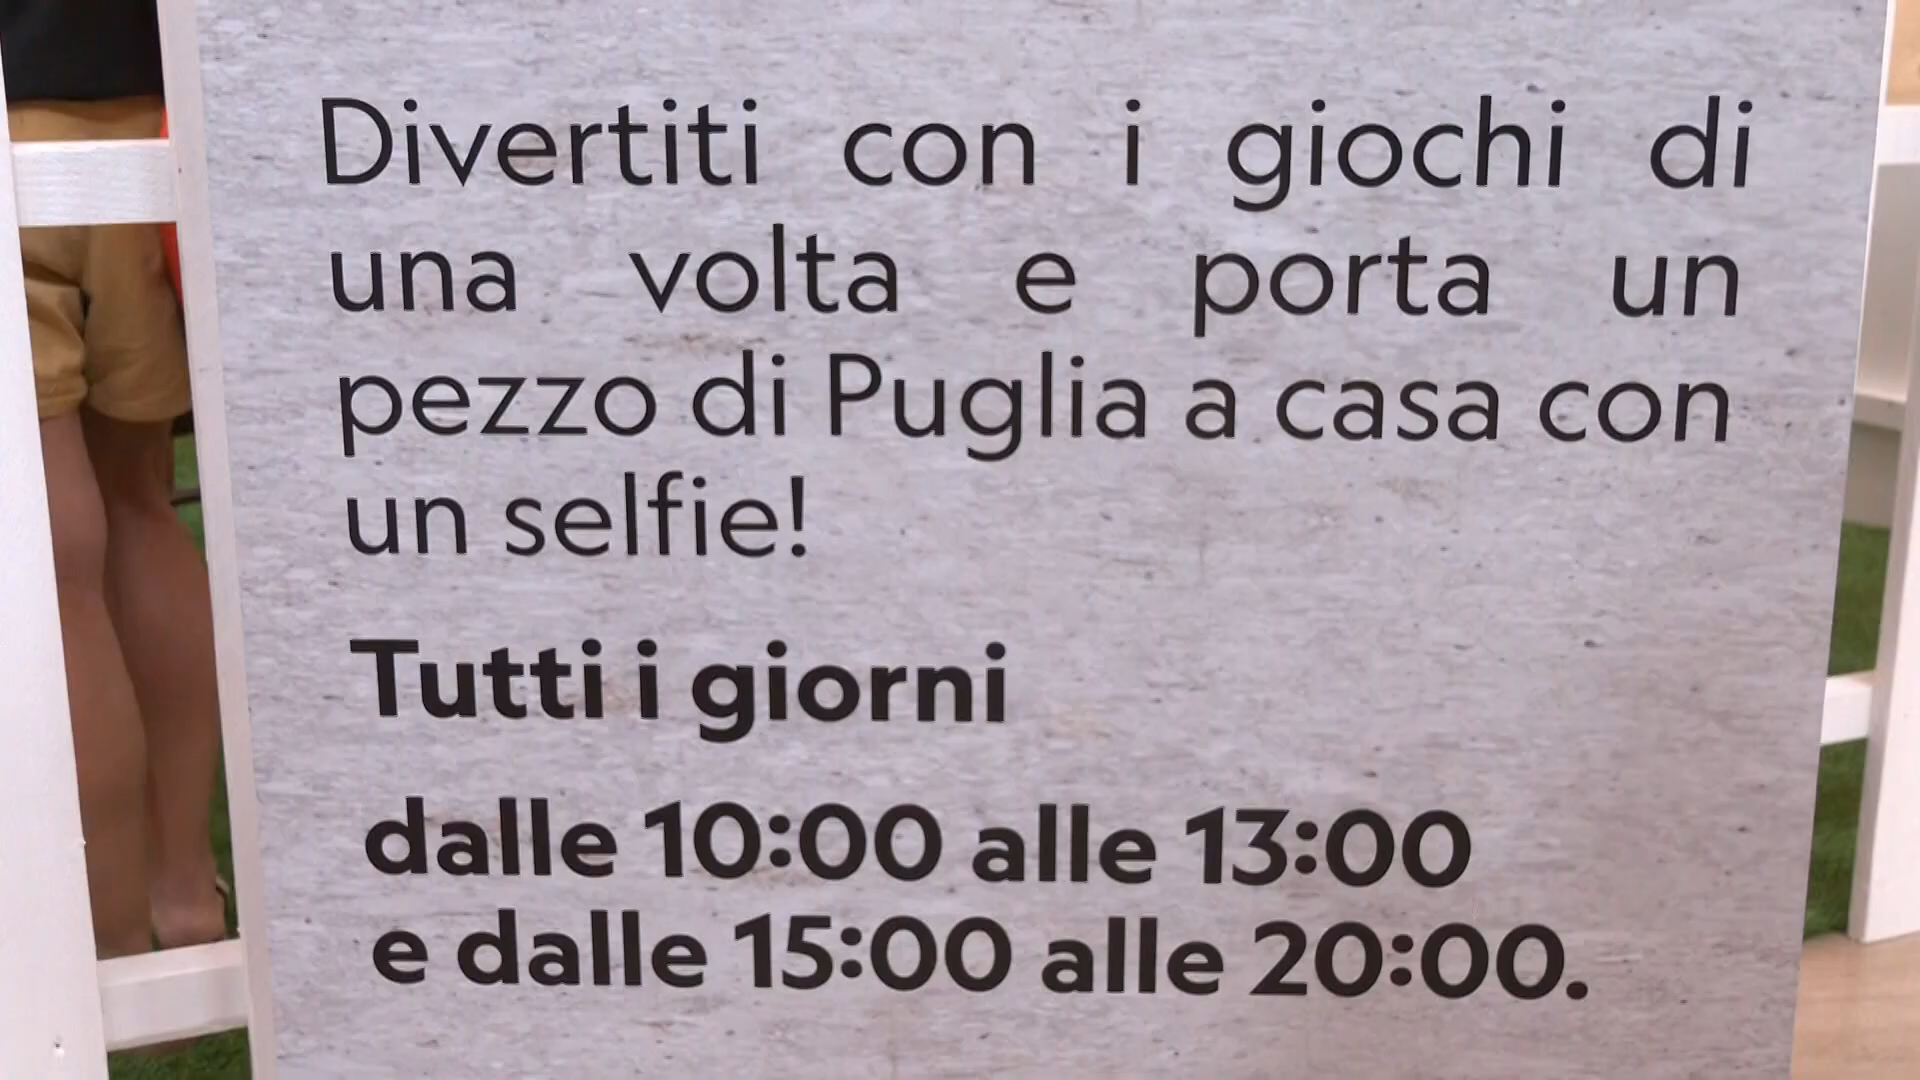 Divertiti con i giochi di
una volta e porta un
pezzo di Puglia a casa con
un selfie!
Tutti i giorni
dalle 10:00 alle 13:00
e dalle 15:00 alle 20:00.